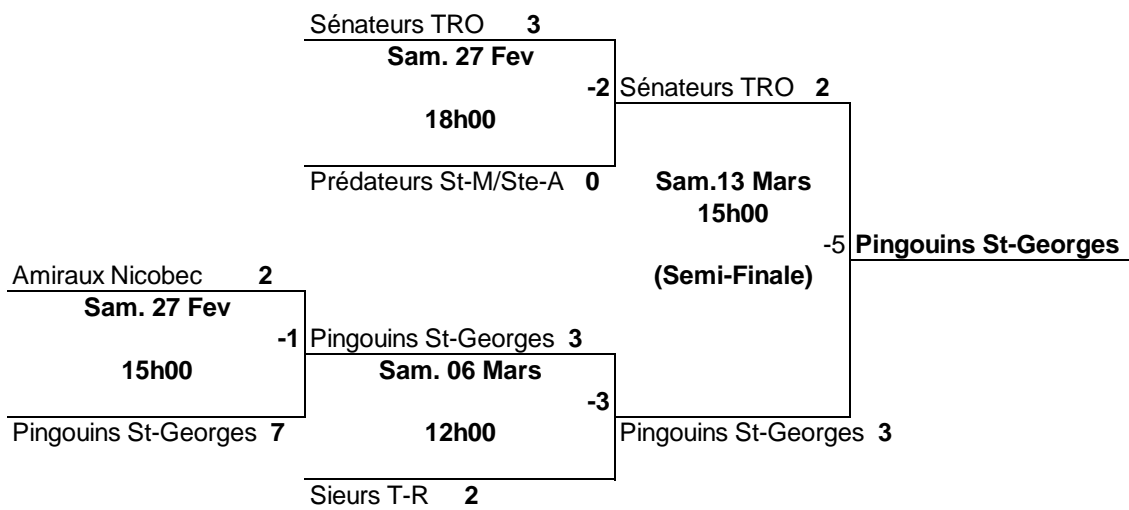 Sénateurs TRO 3
Sam. 27 Fev
-2 Sénateurs TRO 2
18h00
Prédateurs St-M/Ste-A 0
Sam.13 Mars
15h00
-5 Pingouins St-Georges
(Semi-Finale)
Amiraux Nicobec 2
Sam. 27 Fev
-1 Pingouins St-Georges 3
15h00
Sam. 06 Mars
-3
Pingouins St-Georges 7
12h00
Pingouins St-Georges 3
Sieurs T-R 2